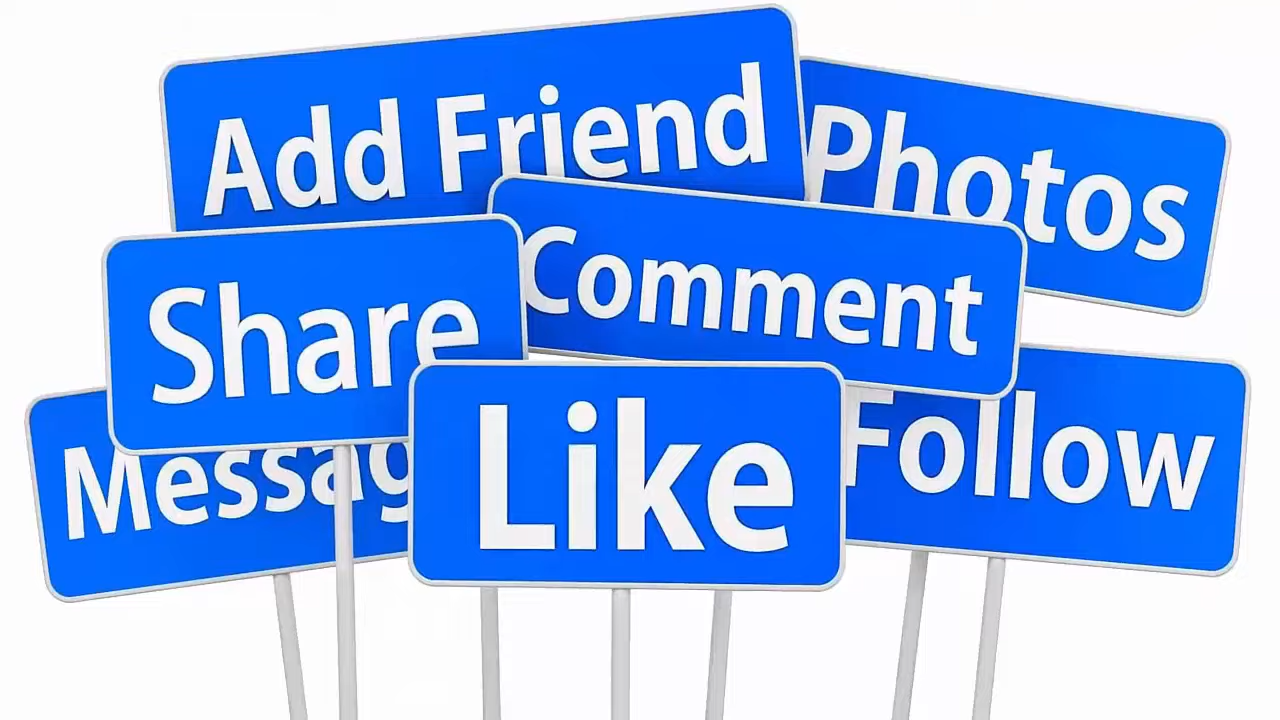 Add Friend
Photos
Comment
Share
Messag
Like
Follow